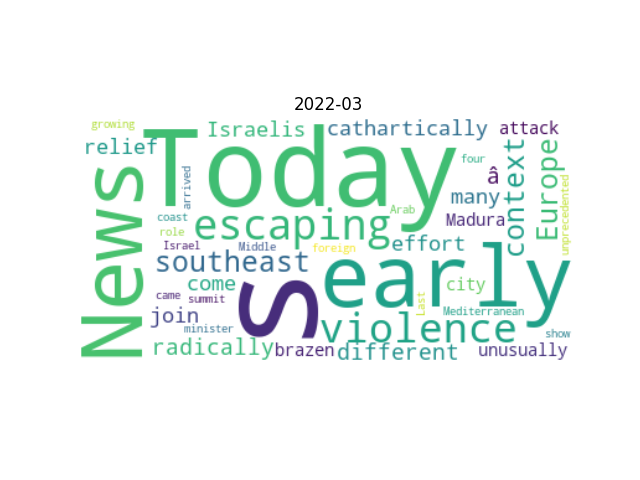 2022-03
growing
Israelis
cathartically
attack
relief
Today
News
four
â
context
Europe
unprecedented
arrived
many
coast
escaping
Arab
Madura
role
Israel
Middle
foreign
effort
southeast
early
S
come
city
came
summit
Last
Mediterranean
join
minister
violence
show
radically
brazen
different
unusually